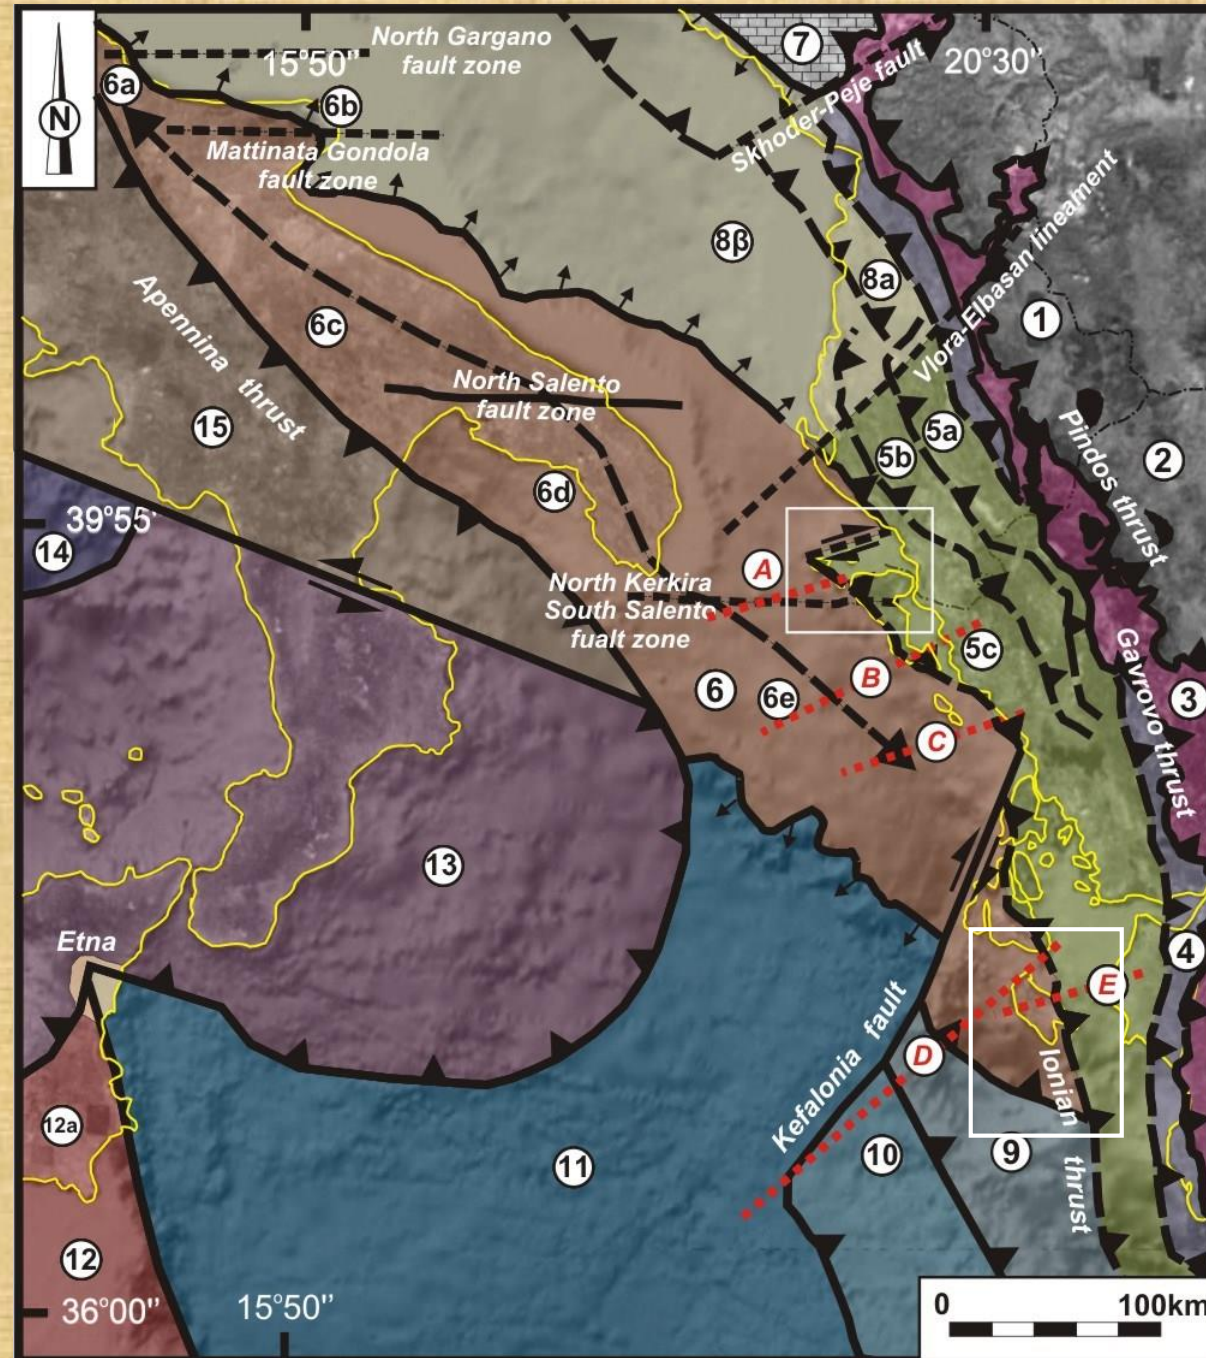 N
North Gargano
fault zone
15°50''
20°30''
7
6a
6b
Mattinata Gondola
fault zone
Skhoder-Peje fault
Vlora-Elbasan lineament
8β
8a
1
Apennina thrust
6c
North Salento
fault zone
15
5a
5b
Pindos thrust
2
6d
39°55'
14
A
North Kerkira
South Salento
fualt zone
5c
Gavrovo thrust
6
6e
B
3
C
13
4
Etna
E
Kefalonia fault
D
Ionian thrust
12a
11
10
9
12
36°00''
15°50''
0
100km